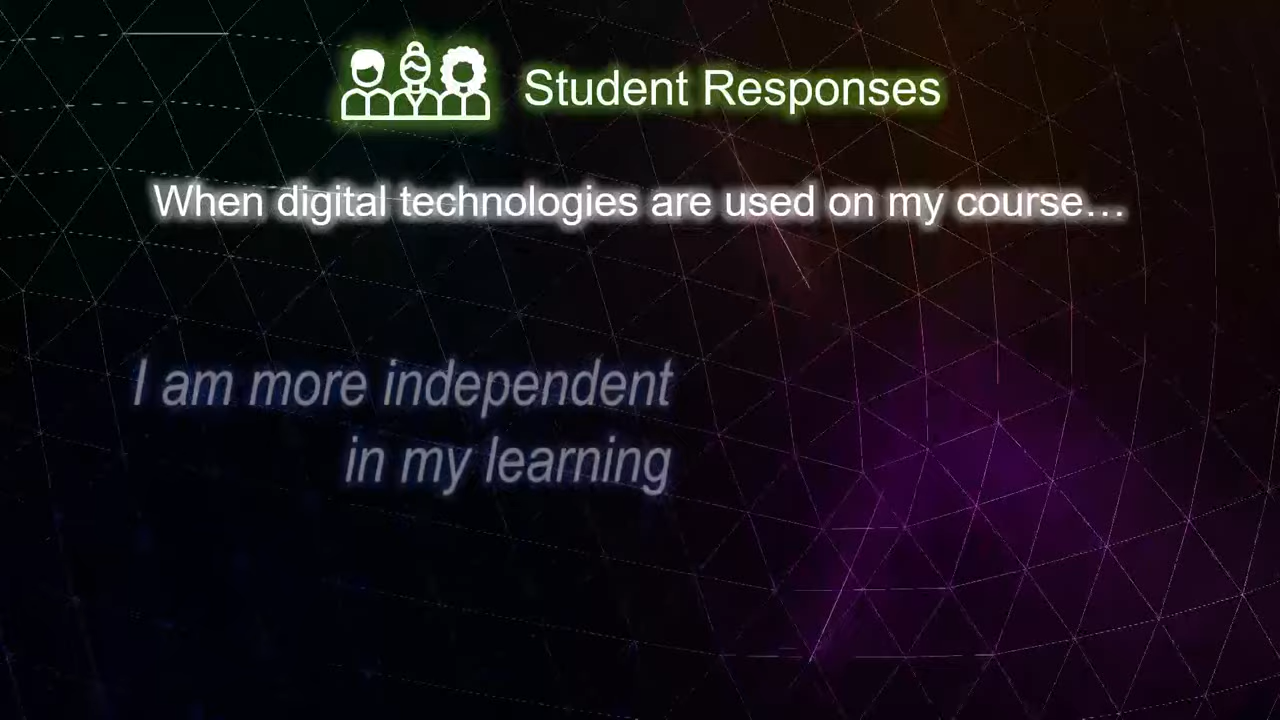 Student Responses
When digital technologies are used on my course…
I am more independent
in my learning